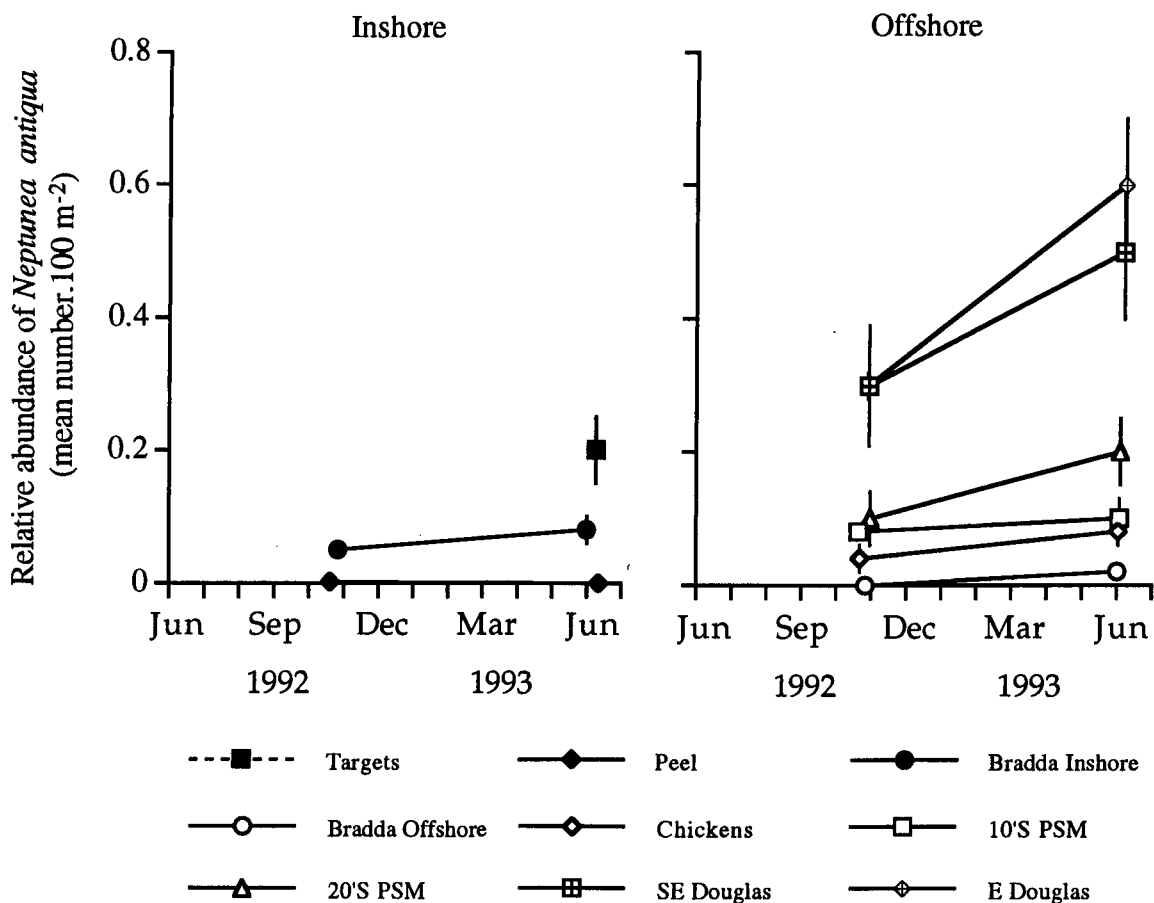 Inshore
Offshore
Relative abundance of Neptunea antiqua
(mean number.100 m-2)
0.8
0.6
0.4
0.2
0
Jun Sep Dec Mar Jun
1992 1993
Jun Sep Dec Mar Jun
1992 1993
Targets Peel Bradda Inshore
Bradda Offshore Chickens 10'S PSM
20'S PSM SE Douglas E Douglas